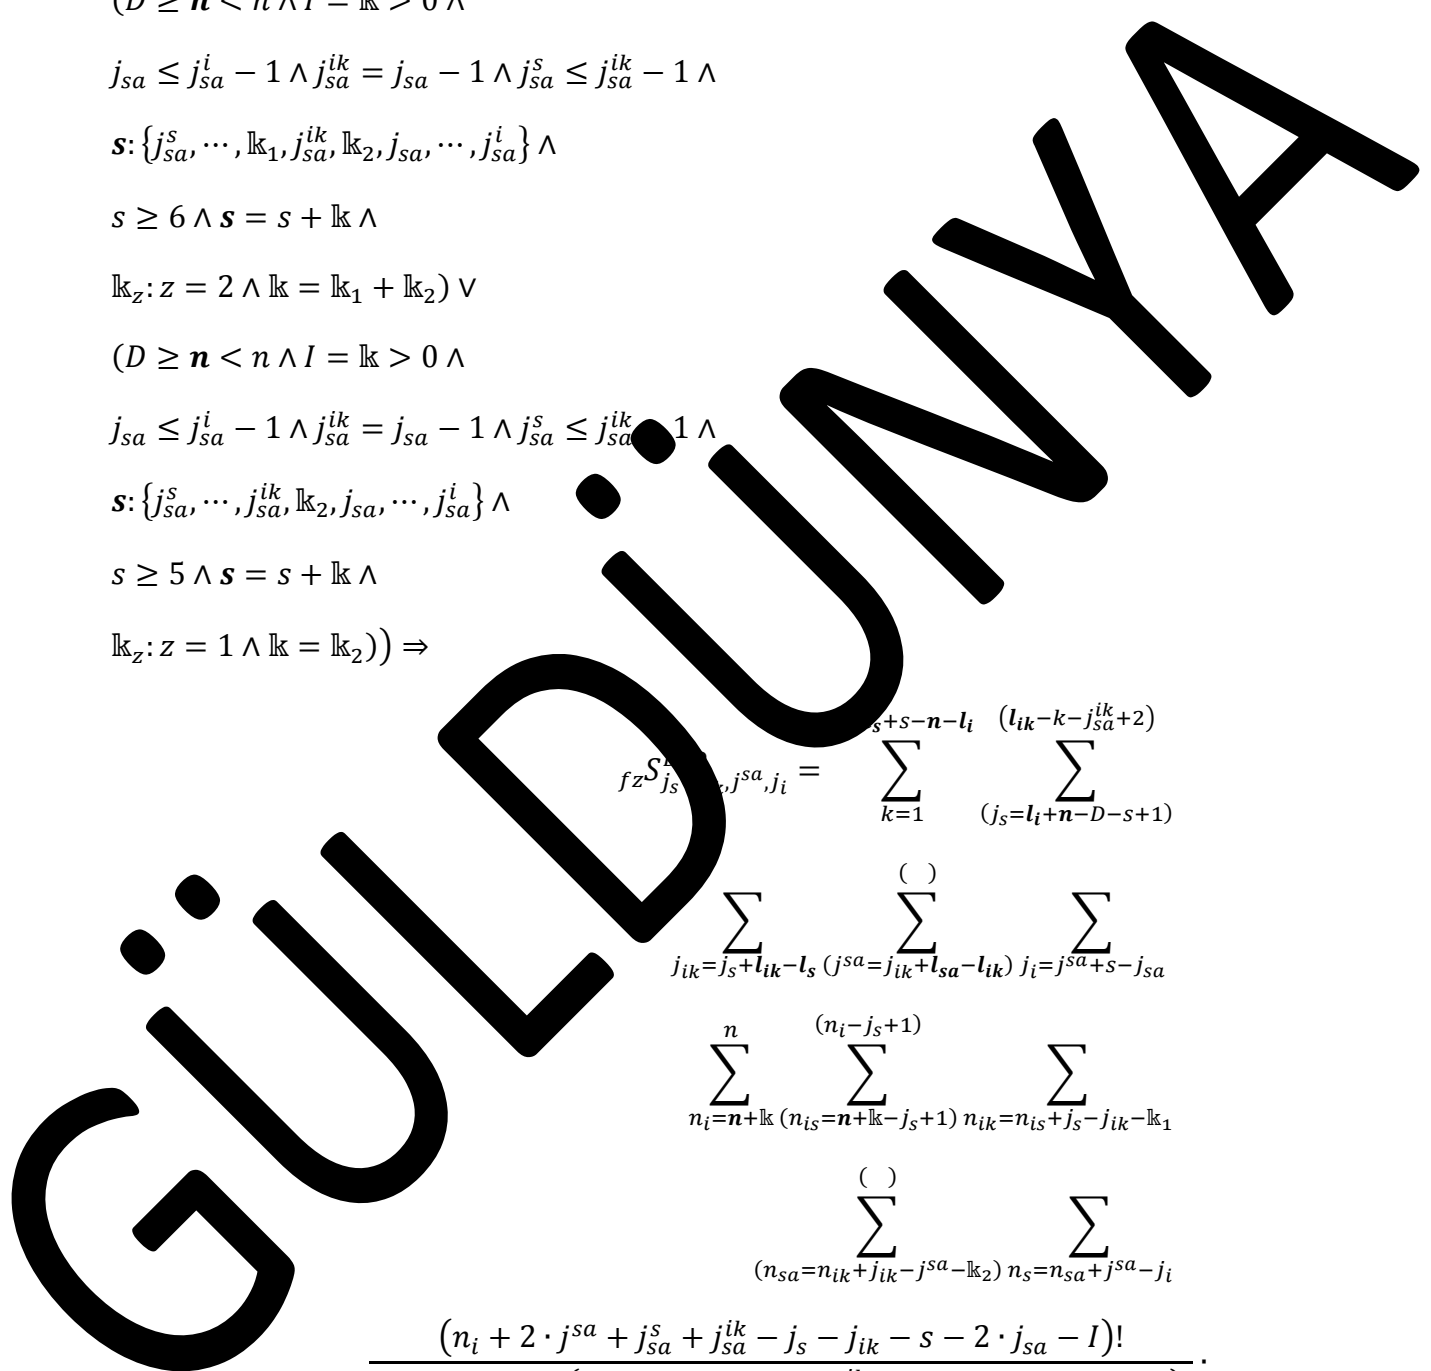 (D ≥ 𝒏 < n ∧ I = 𝕜 > 0 ∧
j_{sa} ≤ j_{sa}^{i} − 1 ∧ j_{sa}^{ik} = j_{sa} − 1 ∧ j_{sa}^{s} ≤ j_{sa}^{ik} − 1 ∧
𝒔: {j_{sa}^{s}, ⋯, 𝕜_1, j_{sa}^{ik}, 𝕜_2, j_{sa}, ⋯, j_{sa}^{i}} ∧
s ≥ 6 ∧ 𝒔 = s + 𝕜 ∧
𝕜_z: z = 2 ∧ 𝕜 = 𝕜_1 + 𝕜_2) ∨
(D ≥ 𝒏 < n ∧ I = 𝕜 > 0 ∧
j_{sa} ≤ j_{sa}^{i} − 1 ∧ j_{sa}^{ik} = j_{sa} − 1 ∧ j_{sa}^{s} ≤ j_{sa}^{ik} 1 ∧
𝒔: {j_{sa}^{s}, ⋯, j_{sa}^{ik}, 𝕜_2, j_{sa}, ⋯, j_{sa}^{i}} ∧
s ≥ 5 ∧ 𝒔 = s + 𝕜 ∧
𝕜_z: z = 1 ∧ 𝕜 = 𝕜_2)) ⇒
_{fz}S_{j_s , j^{sa}, j_i} = ∑_{k=1}^{𝒔+s−𝒏−𝒍_𝒊} ∑_{(j_s=𝒍_𝒊+𝒏−D−s+1)}^{(𝒍_{𝒊𝒌}−k−j_{sa}^{ik}+2)}
∑_{j_{ik}=j_s+𝒍_{𝒊𝒌}−𝒍_𝒔} ∑_{(j^{sa}=j_{ik}+𝒍_{𝒔𝒂}−𝒍_{𝒊𝒌})}^{( )} ∑_{j_i=j^{sa}+s−j_{sa}}
∑_{n_i=𝒏+𝕜}^{n} ∑_{(n_{is}=𝒏+𝕜−j_s+1)}^{(n_i−j_s+1)} ∑_{n_{ik}=n_{is}+j_s−j_{ik}−𝕜_1}
∑_{(n_{sa}=n_{ik}+j_{ik}−j^{sa}−𝕜_2)}^{( )} ∑_{n_s=n_{sa}+j^{sa}−j_i}
(n_i + 2 · j^{sa} + j_{sa}^{s} + j_{sa}^{ik} − j_s − j_{ik} − s − 2 · j_{sa} − I)! ·
GÜLDÜNYA